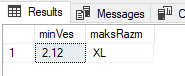 Results Messages C
minVes maksRazm
1 2.12 XL